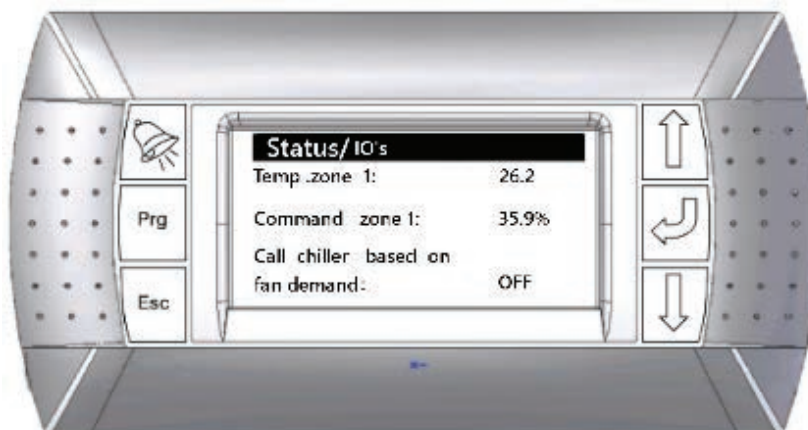 Status/ IO's
Temp .zone 1: 26.2
Command zone 1: 35.9%
Call chiller based on
fan demand: OFF
Prg
Esc